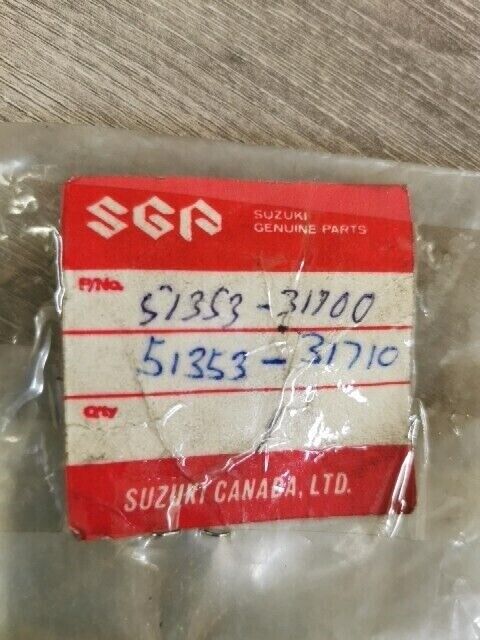 SGP
SUZUKI
GENUINE PARTS
P/No.
51353-31700
51353-31710
Qty
SUZUKI CANADA, LTD.